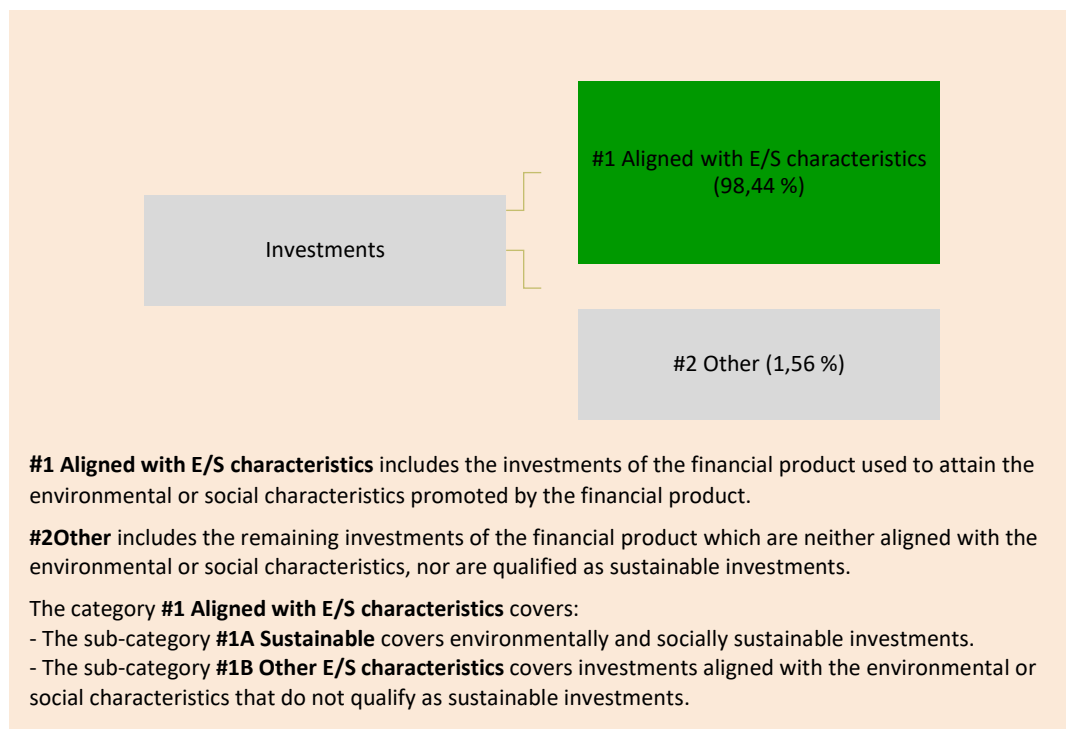 #1 Aligned with E/S characteristics
(98,44 %)
Investments
#2 Other (1,56 %)
#1 Aligned with E/S characteristics includes the investments of the financial product used to attain the
environmental or social characteristics promoted by the financial product.
#2Other includes the remaining investments of the financial product which are neither aligned with the
environmental or social characteristics, nor are qualified as sustainable investments.
The category #1 Aligned with E/S characteristics covers:
- The sub-category #1A Sustainable covers environmentally and socially sustainable investments.
- The sub-category #1B Other E/S characteristics covers investments aligned with the environmental or
social characteristics that do not qualify as sustainable investments.